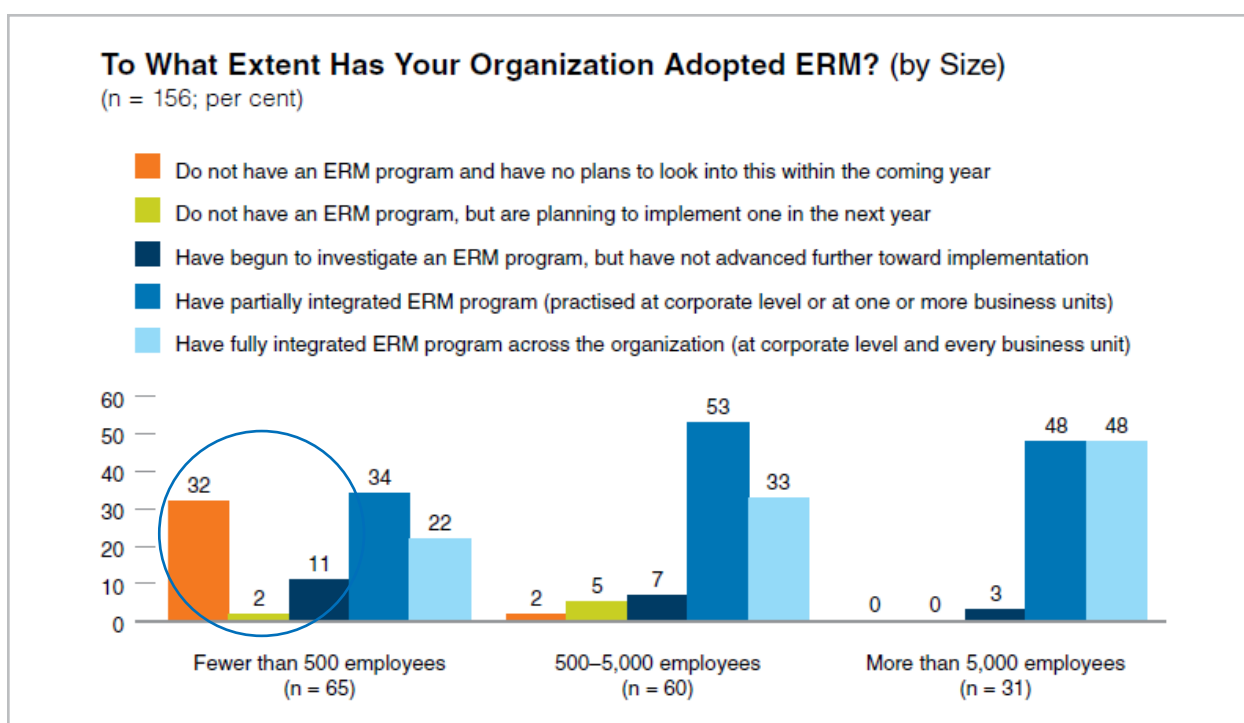 To What Extent Has Your Organization Adopted ERM? (by Size)
(n = 156; per cent)
Do not have an ERM program and have no plans to look into this within the coming year
Do not have an ERM program, but are planning to implement one in the next year
Have begun to investigate an ERM program, but have not advanced further toward implementation
Have partially integrated ERM program (practised at corporate level or at one or more business units)
Have fully integrated ERM program across the organization (at corporate level and every business unit)
60
50
40
30
20
10
0
32
2
11
34
22
2
5
7
53
33
0
0
3
48
48
Fewer than 500 employees
(n = 65)
500–5,000 employees
(n = 60)
More than 5,000 employees
(n = 31)